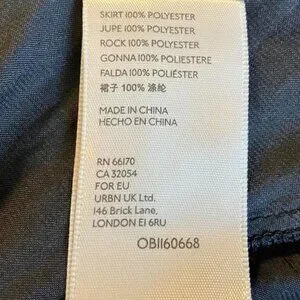 SKIRT 100% POLYESTER
JUPE 100% POLYESTER
ROCK 100% POLYESTER
GONNA 100% POLIESTERE
FALDA 100% POLIÉSTER
裙子 100% 涤纶
MADE IN CHINA
HECHO EN CHINA
RN 66170
CA 32054
FOR EU
URBN UK Ltd.
146 Brick Lane,
LONDON E1 6RU
OB1160668